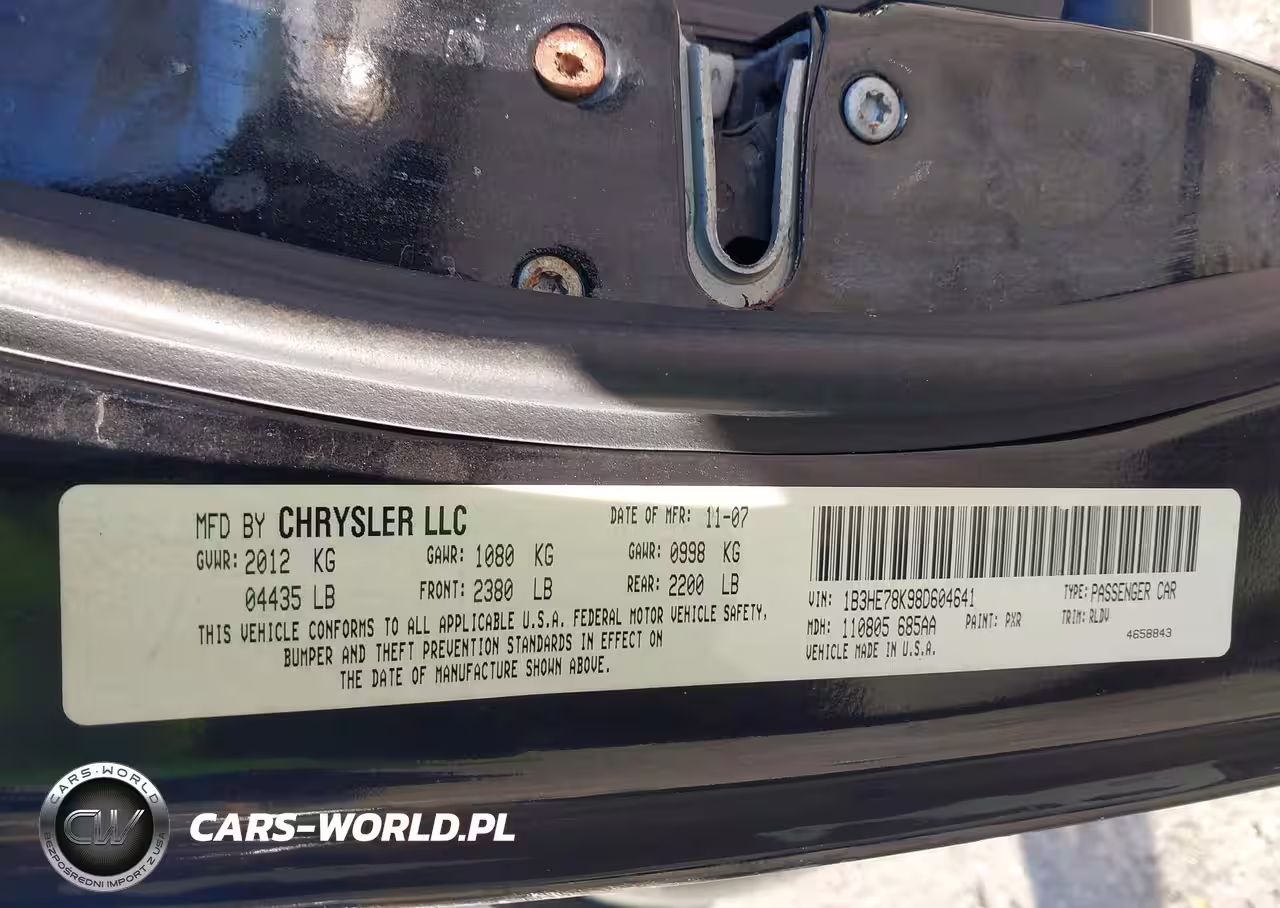 MFD BY CHRYSLER LLC DATE OF MFR: 11-07
GVWR: 2012 KG GAWR: 1080 KG GAWR: 0998 KG
04435 LB FRONT: 2380 LB REAR: 2200 LB
THIS VEHICLE CONFORMS TO ALL APPLICABLE U.S.A. FEDERAL MOTOR VEHICLE SAFETY,
BUMPER AND THEFT PREVENTION STANDARDS IN EFFECT ON
THE DATE OF MANUFACTURE SHOWN ABOVE.
VIN: 1B3HE78K98D604641 TYPE: PASSENGER CAR
MDH: 110805 685AA PAINT: PXR TRIM: RLDV
VEHICLE MADE IN U.S.A. 4658843
CARS-WORLD
CW
BEZPOŚREDNI IMPORT Z USA
CARS-WORLD.PL